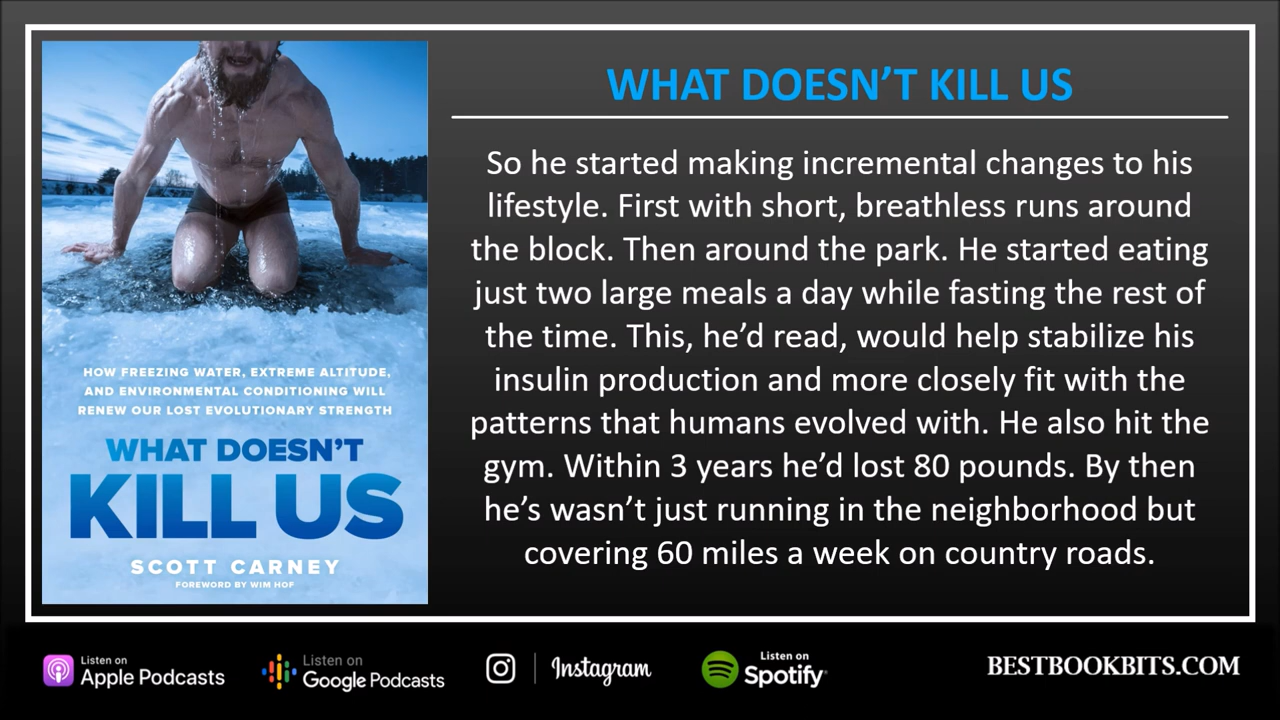 HOW FREEZING WATER, EXTREME ALTITUDE,
AND ENVIRONMENTAL CONDITIONING WILL
RENEW OUR LOST EVOLUTIONARY STRENGTH
WHAT DOESN'T
KILL US
SCOTT CARNEY
FOREWORD BY WIM HOF
WHAT DOESN'T KILL US
So he started making incremental changes to his
lifestyle. First with short, breathless runs around
the block. Then around the park. He started eating
just two large meals a day while fasting the rest of
the time. This, he'd read, would help stabilize his
insulin production and more closely fit with the
patterns that humans evolved with. He also hit the
gym. Within 3 years he'd lost 80 pounds. By then
he's wasn't just running in the neighborhood but
covering 60 miles a week on country roads.
Listen on
Apple Podcasts
Listen on
Google Podcasts
Instagram
Listen on
Spotify
BESTBOOKBITS.COM